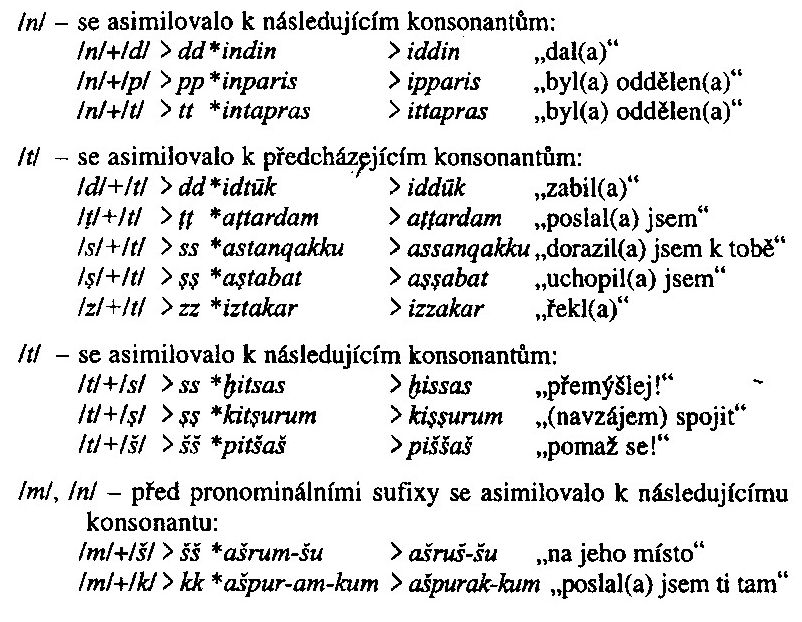 /n/ – se asimilovalo k následujícím konsonantům:
/n/+/d/ > dd *indin > iddin „dal(a)“
/n/+/p/ > pp *inparis > ipparis „byl(a) oddělen(a)“
/n/+/t/ > tt *intapras > ittapras „byl(a) oddělen(a)“
/t/ – se asimilovalo k předcházejícím konsonantům:
/d/+/t/ > dd *idtūk > iddūk „zabil(a)“
/ṭ/+/t/ > ṭṭ *aṭtardam > aṭṭardam „poslal(a) jsem“
/s/+/t/ > ss *astanqakku > assanqakku „dorazil(a) jsem k tobě“
/ṣ/+/t/ > ṣṣ *aṣtabat > aṣṣabat „uchopil(a) jsem“
/z/+/t/ > zz *iztakar > izzakar „řekl(a)“
/t/ – se asimilovalo k následujícím konsonantům:
/t/+/s/ > ss *ḫitsas > ḫissas „přemýšlej!“
/t/+/ṣ/ > ṣṣ *kitṣurum > kiṣṣurum „(navzájem) spojit“
/t/+/š/ > šš *pitšaš > piššaš „pomaž se!“
/m/, /n/ – před pronominálními sufixy se asimilovalo k následujícímu
konsonantu:
/m/+/š/ > šš *ašrum-šu > ašruš-šu „na jeho místo“
/m/+/k/ > kk *ašpur-am-kum > ašpurak-kum „poslal(a) jsem ti tam“